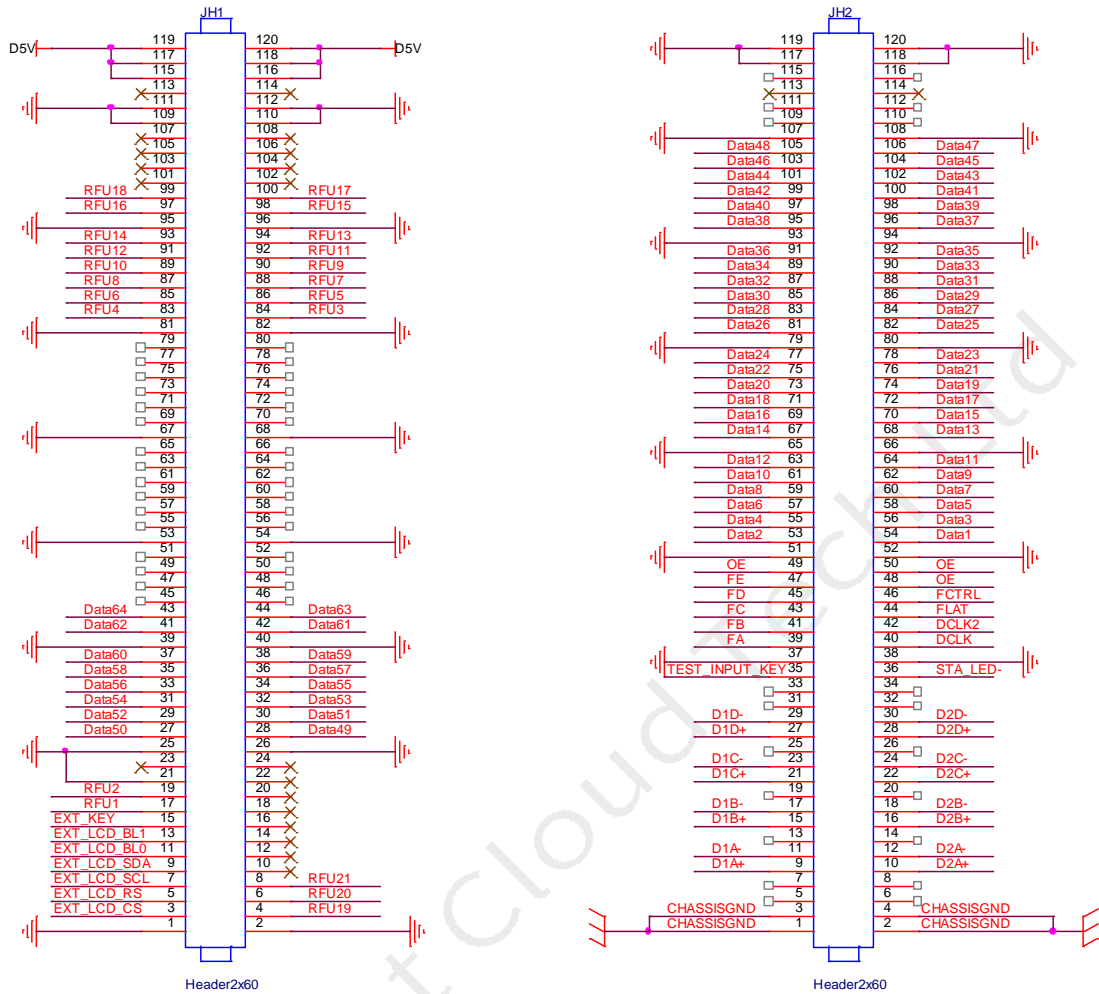 JH1
D5V 119 120 D5V
117 118
115 116
113 114
111 112
109 110
107 108
105 106
103 104
101 102
RFU18 99 100 RFU17
RFU16 97 98 RFU15
95 96
RFU14 93 94 RFU13
RFU12 91 92 RFU11
RFU10 89 90 RFU9
RFU8 87 88 RFU7
RFU6 85 86 RFU5
RFU4 83 84 RFU3
81 82
79 80
77 78
75 76
73 74
71 72
69 70
67 68
65 66
63 64
61 62
59 60
57 58
55 56
53 54
51 52
49 50
47 48
45 46
Data64 43 44 Data63
Data62 41 42 Data61
39 40
Data60 37 38 Data59
Data58 35 36 Data57
Data56 33 34 Data55
Data54 31 32 Data53
Data52 29 30 Data51
Data50 27 28 Data49
25 26
23 24
21 22
RFU2 19 20
RFU1 17 18
EXT_KEY 15 16
EXT_LCD_BL1 13 14
EXT_LCD_BL0 11 12
EXT_LCD_SDA 9 10
EXT_LCD_SCL 7 8 RFU21
EXT_LCD_RS 5 6 RFU20
EXT_LCD_CS 3 4 RFU19
1 2
Header2x60
JH2
119 120
117 118
115 116
113 114
111 112
109 110
107 108
Data48 105 106 Data47
Data46 103 104 Data45
Data44 101 102 Data43
Data42 99 100 Data41
Data40 97 98 Data39
Data38 95 96 Data37
93 94
Data36 91 92 Data35
Data34 89 90 Data33
Data32 87 88 Data31
Data30 85 86 Data29
Data28 83 84 Data27
Data26 81 82 Data25
79 80
Data24 77 78 Data23
Data22 75 76 Data21
Data20 73 74 Data19
Data18 71 72 Data17
Data16 69 70 Data15
Data14 67 68 Data13
65 66
Data12 63 64 Data11
Data10 61 62 Data9
Data8 59 60 Data7
Data6 57 58 Data5
Data4 55 56 Data3
Data2 53 54 Data1
51 52
OE 49 50 OE
FE 47 48 OE
FD 45 46 FCTRL
FC 43 44 FLAT
FB 41 42 DCLK2
FA 39 40 DCLK
37 38
TEST_INPUT_KEY 35 36 STA_LED-
33 34
31 32
D1D- 29 30 D2D-
D1D+ 27 28 D2D+
25 26
D1C- 23 24 D2C-
D1C+ 21 22 D2C+
19 20
D1B- 17 18 D2B-
D1B+ 15 16 D2B+
13 14
D1A- 11 12 D2A-
D1A+ 9 10 D2A+
7 8
5 6
CHASSISGND 3 4 CHASSISGND
CHASSISGND 1 2 CHASSISGND
Header2x60
t Cloud Tech Ltd